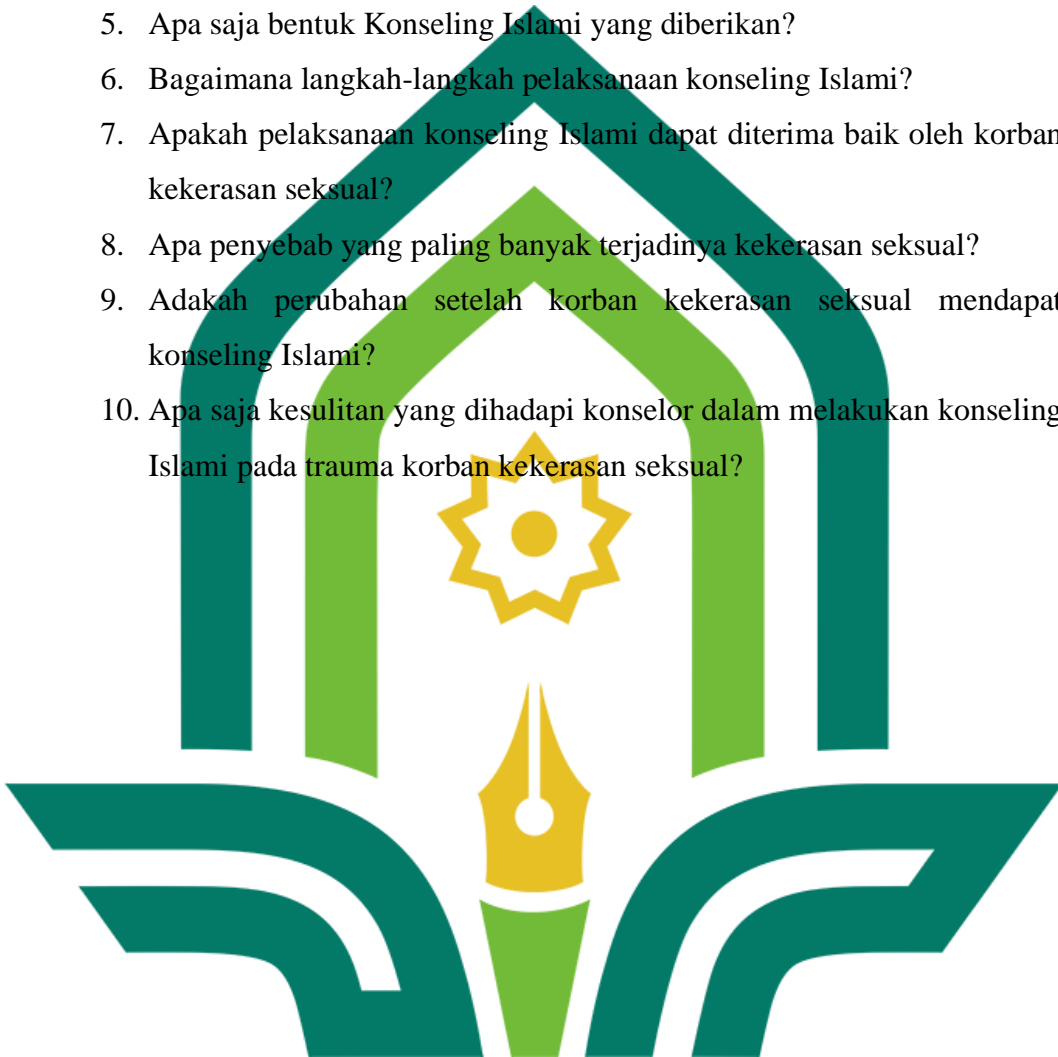 5. Apa saja bentuk Konseling Islami yang diberikan?
6. Bagaimana langkah-langkah pelaksanaan konseling Islami?
7. Apakah pelaksanaan konseling Islami dapat diterima baik oleh korban
kekerasan seksual?
8. Apa penyebab yang paling banyak terjadinya kekerasan seksual?
9. Adakah perubahan setelah korban kekerasan seksual mendapat
konseling Islami?
10. Apa saja kesulitan yang dihadapi konselor dalam melakukan konseling
Islami pada trauma korban kekerasan seksual?